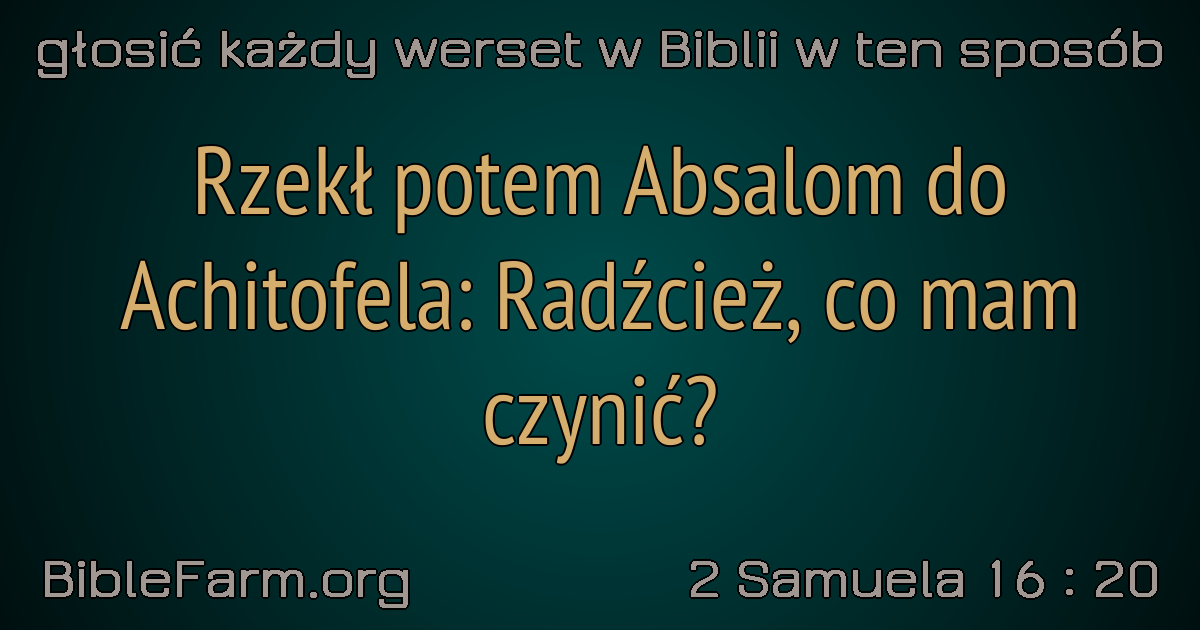 głosić każdy werset w Biblii w ten sposób
Rzekł potem Absalom do
Achitofela: Radźcież, co mam
czynić?
BibleFarm.org
2 Samuela 16 : 20